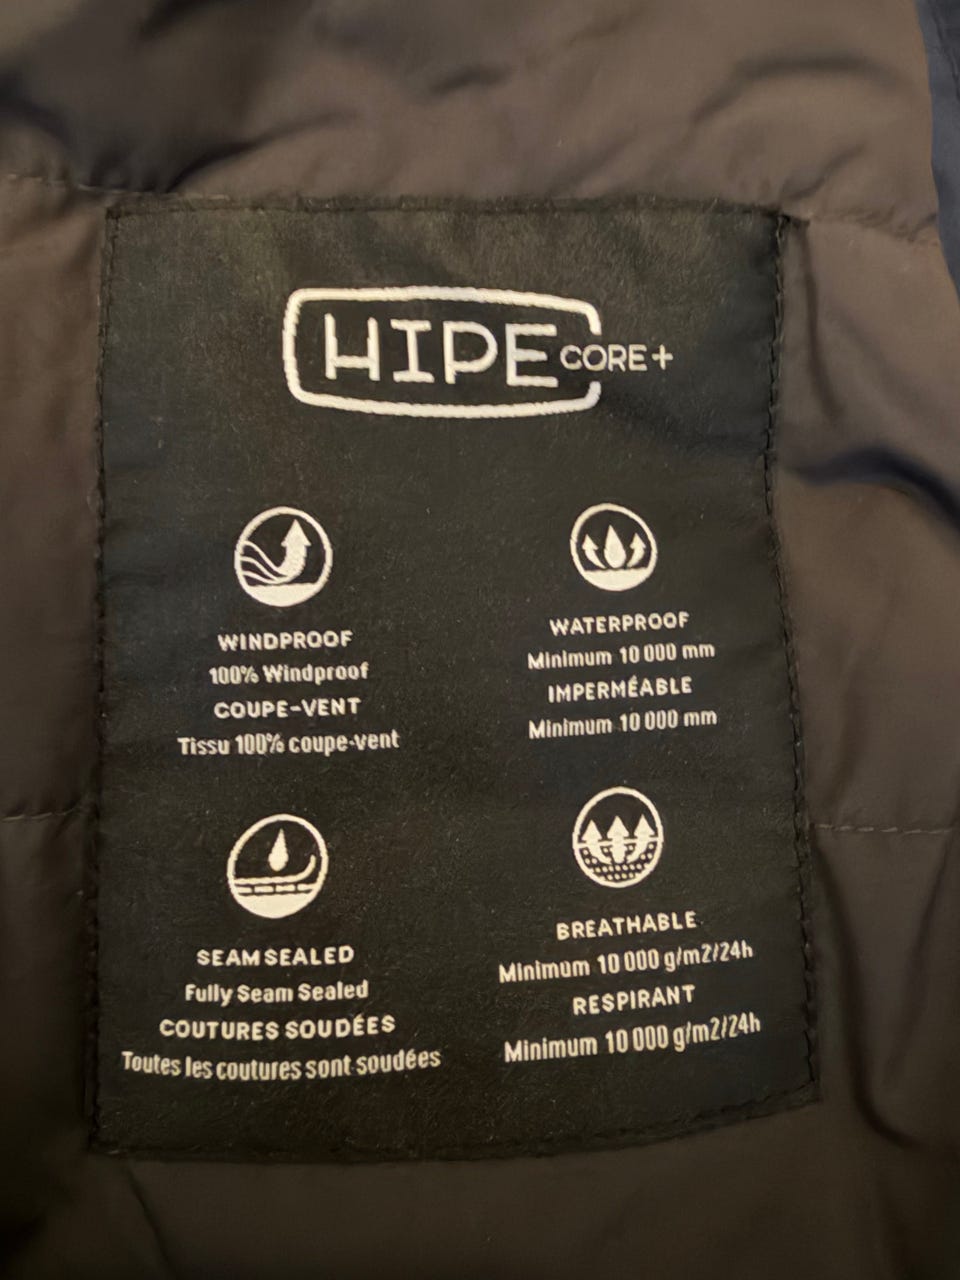 HIPE CORE+
WINDPROOF
100% Windproof
COUPE-VENT
Tissu 100% coupe-vent
WATERPROOF
Minimum 10 000 mm
IMPERMÉABLE
Minimum 10 000 mm
SEAM SEALED
Fully Seam Sealed
COUTURES SOUDÉES
Toutes les coutures sont soudées
BREATHABLE
Minimum 10 000 g/m2/24h
RESPIRANT
Minimum 10 000 g/m2/24h